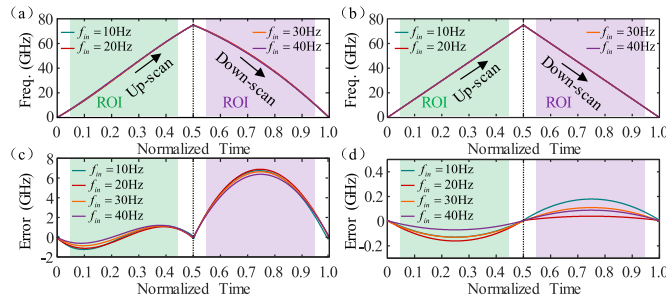 (a)
80
60
40
20
0
Freq. (GHz)
f_in = 10Hz
f_in = 20Hz
f_in = 30Hz
f_in = 40Hz
ROI
Up-scan
ROI
Down-scan
0 0.1 0.2 0.3 0.4 0.5 0.6 0.7 0.8 0.9 1.0
Normalized Time
(b)
80
60
40
20
0
Freq. (GHz)
f_in = 10Hz
f_in = 20Hz
f_in = 30Hz
f_in = 40Hz
ROI
Up-scan
ROI
Down-scan
0 0.1 0.2 0.3 0.4 0.5 0.6 0.7 0.8 0.9 1.0
Normalized Time
(c)
8
6
4
2
0
-2
Error (GHz)
f_in = 10Hz
f_in = 20Hz
f_in = 30Hz
f_in = 40Hz
0 0.1 0.2 0.3 0.4 0.5 0.6 0.7 0.8 0.9 1.0
Normalized Time
(d)
0.4
0
-0.2
Error (GHz)
f_in = 10Hz
f_in = 20Hz
f_in = 30Hz
f_in = 40Hz
0 0.1 0.2 0.3 0.4 0.5 0.6 0.7 0.8 0.9 1.0
Normalized Time